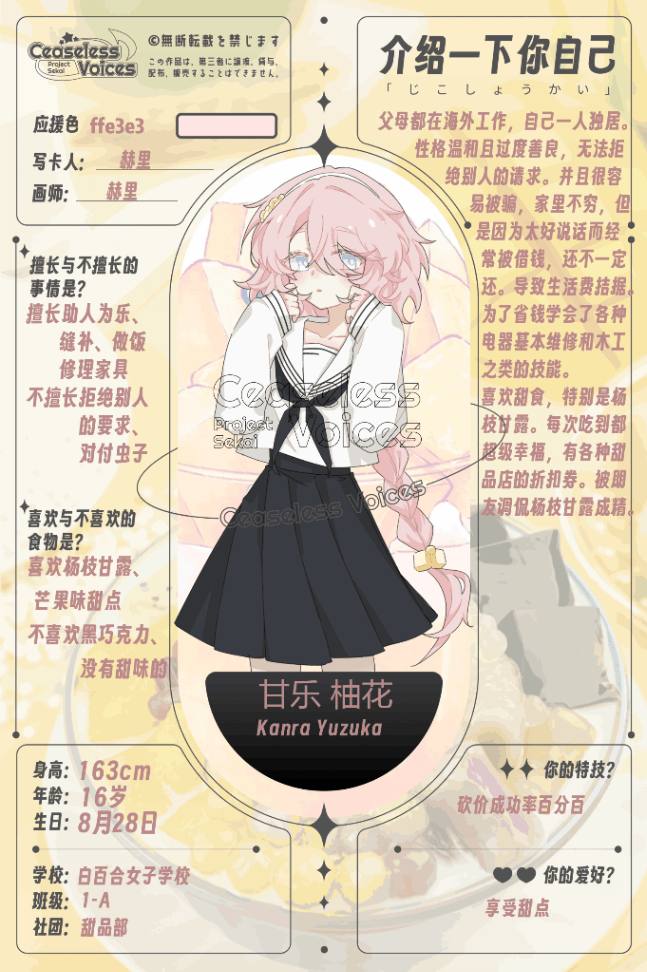 Ceaseless
Project
Sekai
Voices
©無断転載を禁じます
この作品は、第三者に譲渡、貸与、
配布、販売することはできません。
应援色 ffe3e3
写卡人: 赫里
画师: 赫里
介绍一下你自己
「じこしょうかい」
父母都在海外工作，自己一人独居。
性格温和且过度善良，无法拒
绝别人的请求。并且很容
易被骗，家里不穷，但
是因为太好说话而经
常被借钱，还不一定
还。导致生活费拮据。
为了省钱学会了各种
电器基本维修和木工
之类的技能。
喜欢甜食，特别是杨
枝甘露。每次吃到都
超级幸福，有各种甜
品店的折扣券。被朋
友调侃杨枝甘露成精。
擅长与不擅长的
事情是?
擅长助人为乐、
缝补、做饭
修理家具
不擅长拒绝别人
的要求、
对付虫子
喜欢与不喜欢的
食物是?
喜欢杨枝甘露、
芒果味甜点
不喜欢黑巧克力、
没有甜味的
Ceaseless
Project
Sekai
Voices
Ceaseless Voices
甘乐 柚花
Kanra Yuzuka
身高: 163cm
年龄: 16岁
生日: 8月28日
学校: 白百合女子学校
班级: 1-A
社团: 甜品部
你的特技?
砍价成功率百分百
你的爱好?
享受甜点